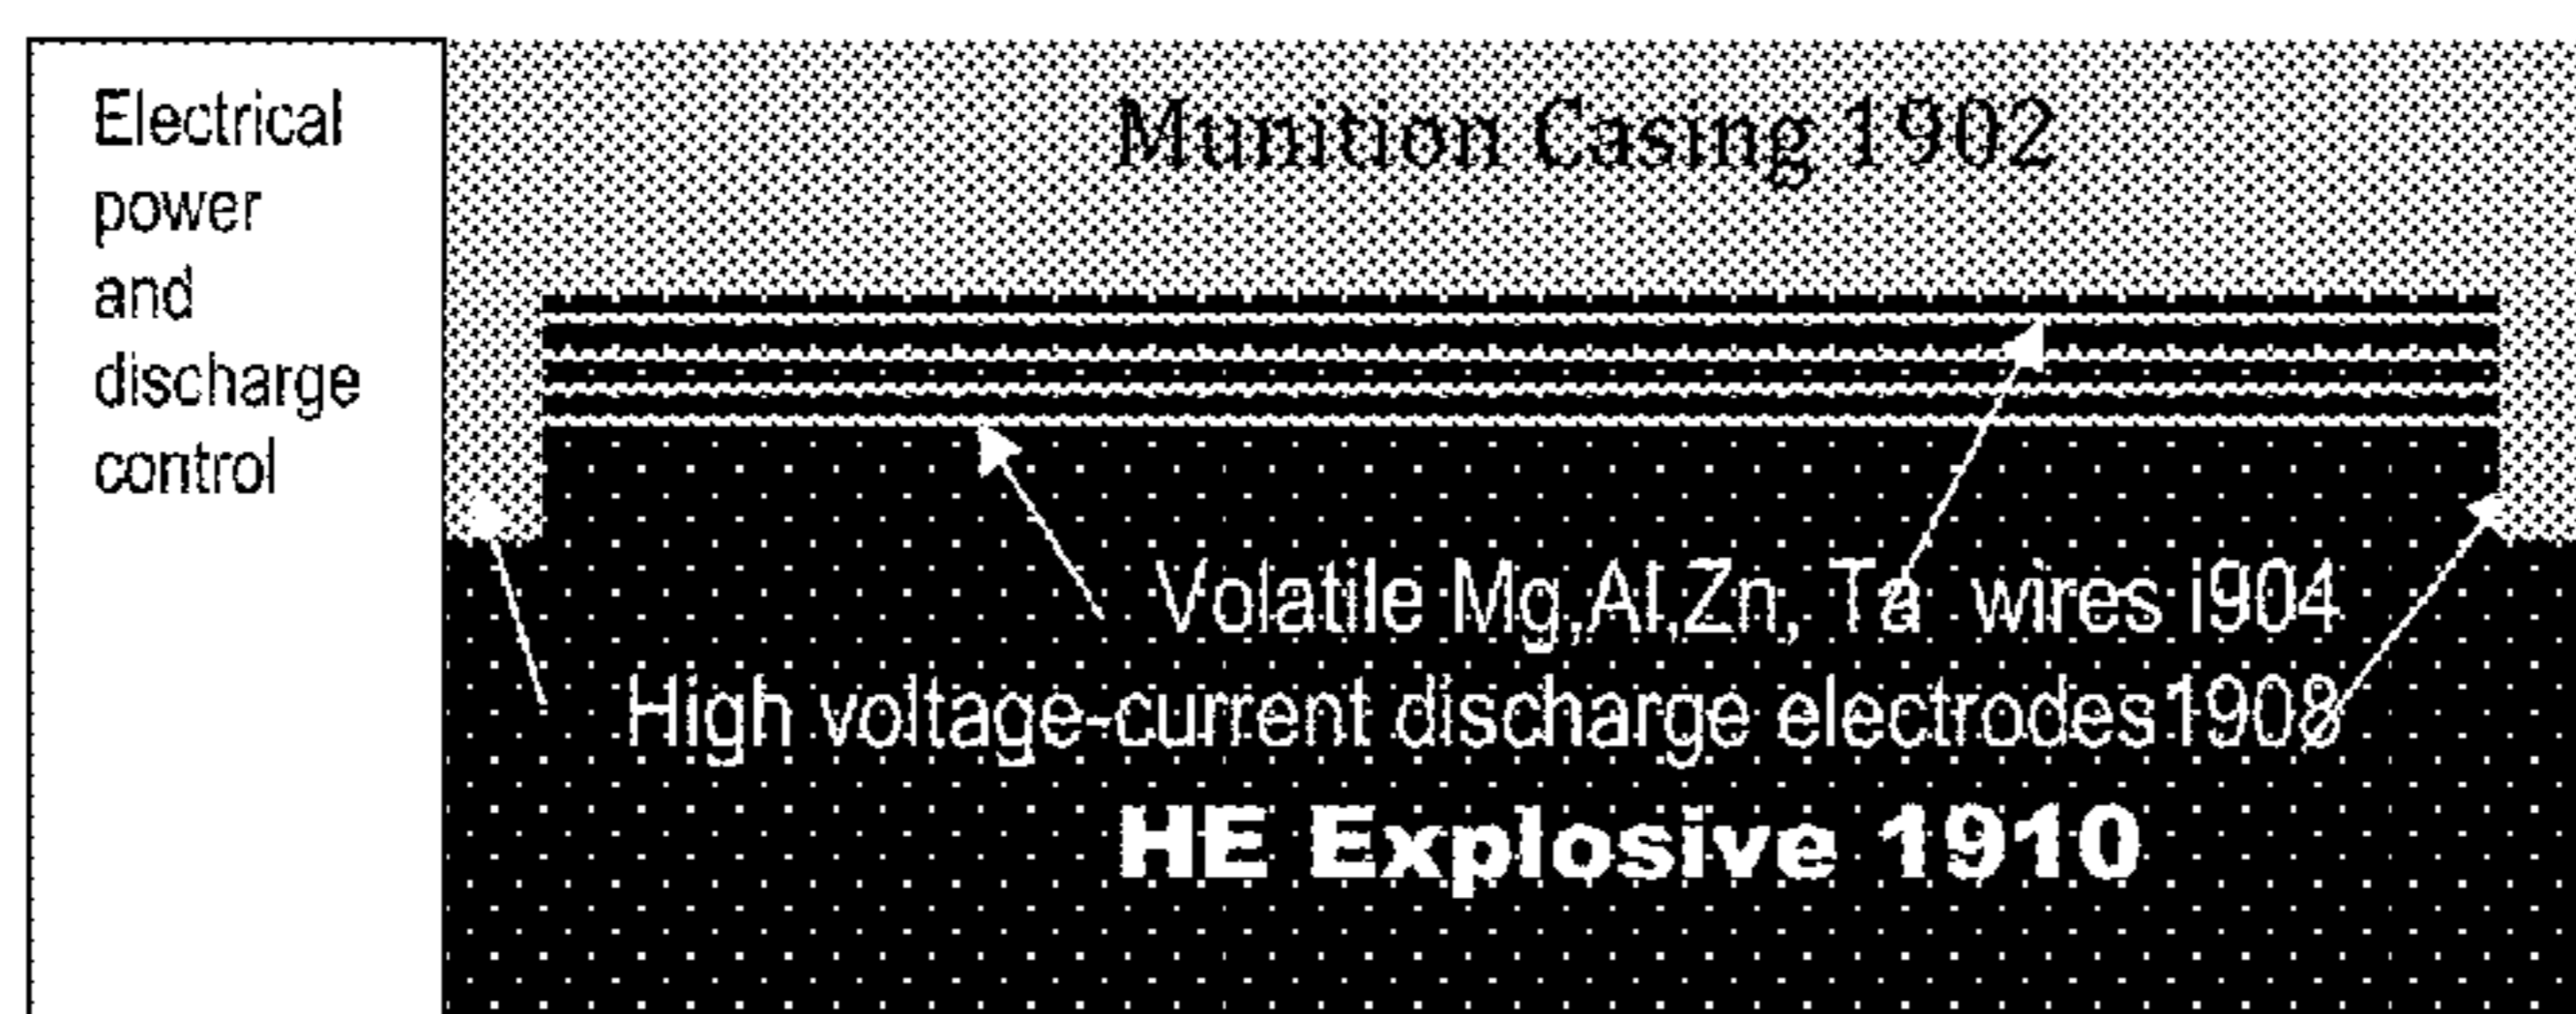 Electrical
power
and
discharge
control
Munition Casing 1902
Volatile Mg,Al,Zn, Ta wires i904
High voltage-current discharge electrodes1908
HE Explosive 1910